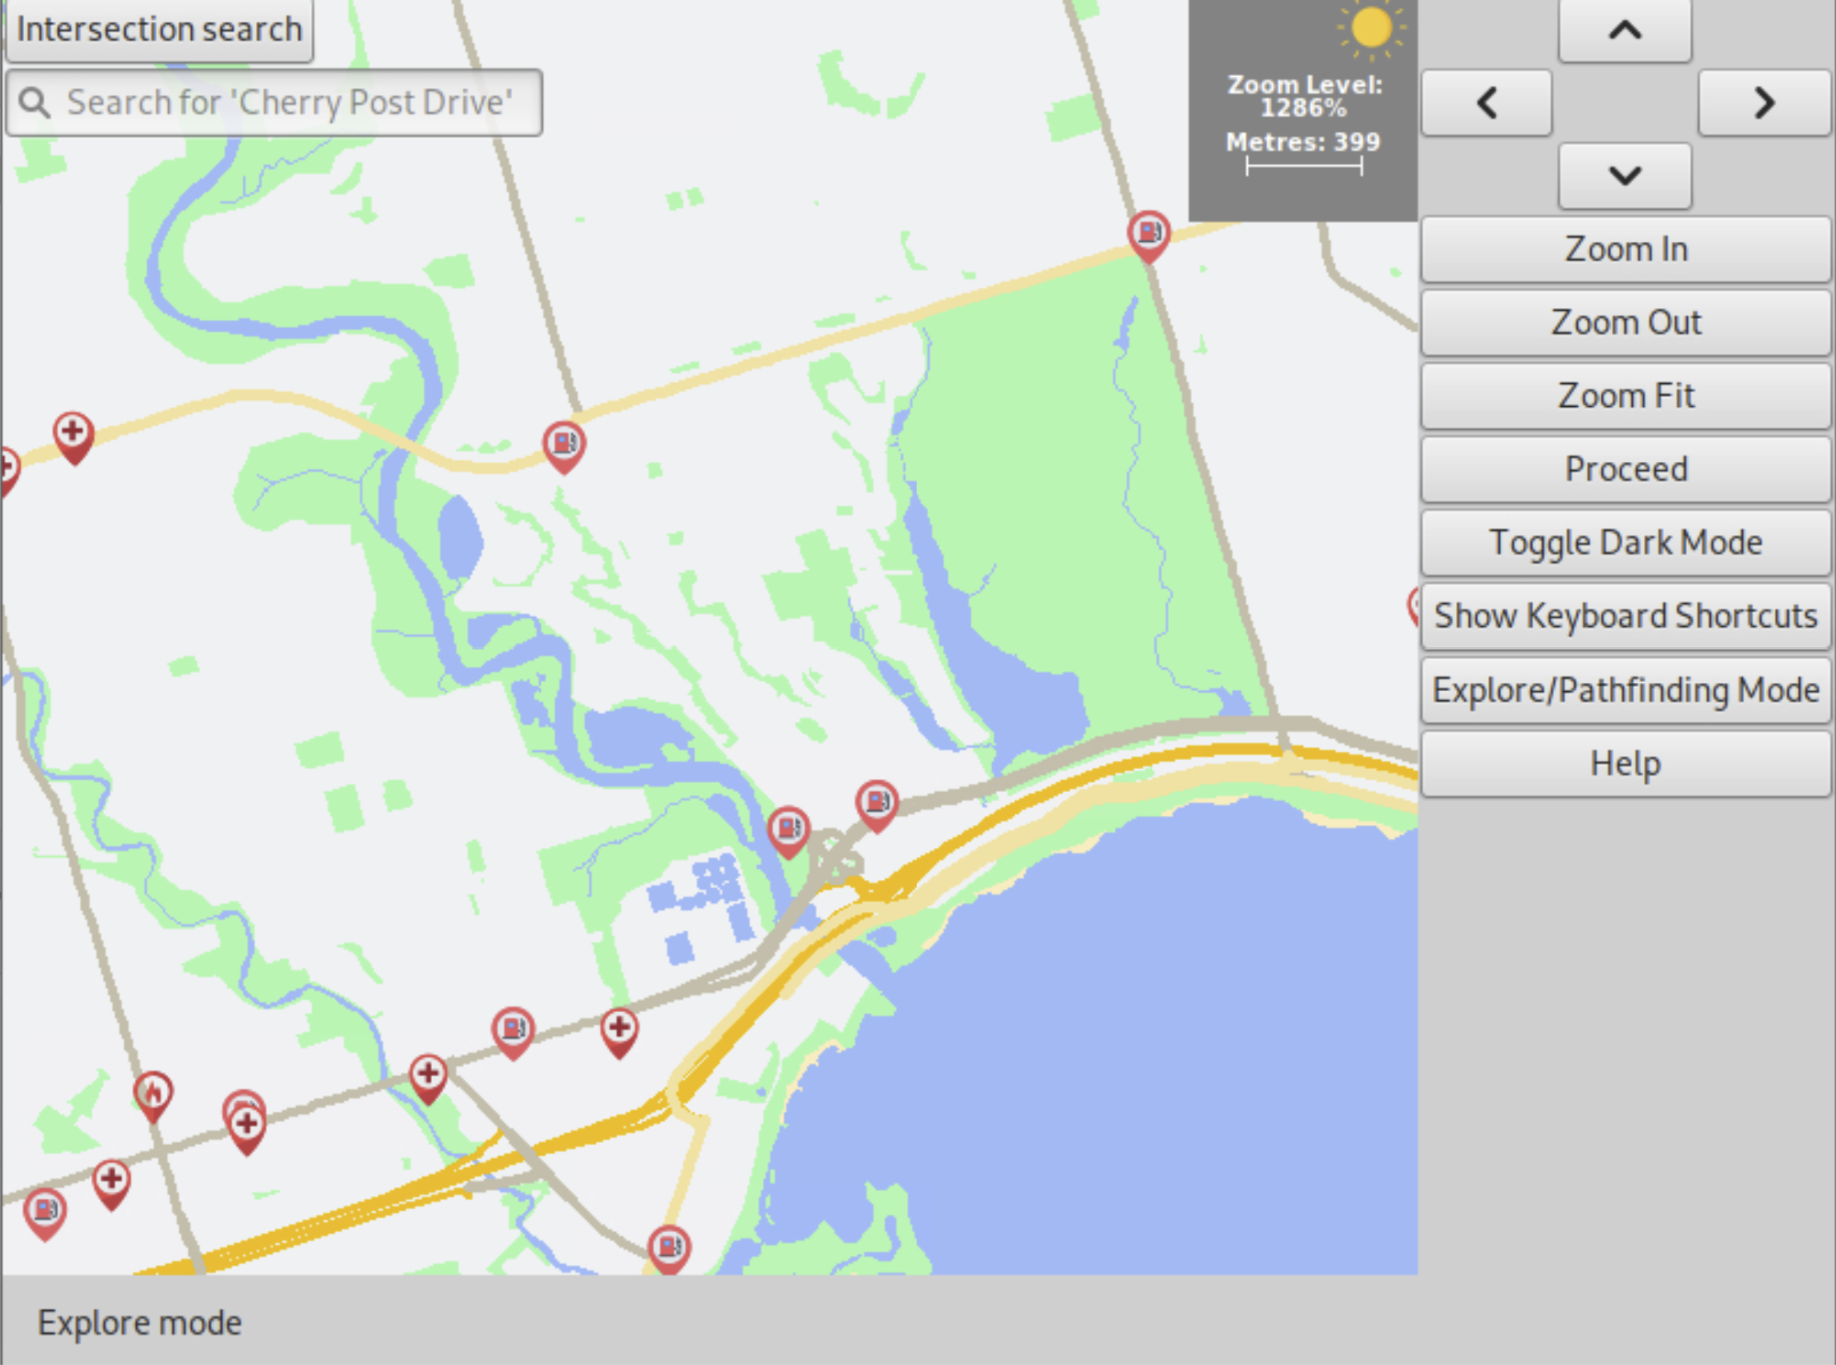 Intersection search
Search for 'Cherry Post Drive'
Zoom Level:
1286%
Metres: 399
Zoom In
Zoom Out
Zoom Fit
Proceed
Toggle Dark Mode
Show Keyboard Shortcuts
Explore/Pathfinding Mode
Help
Explore mode